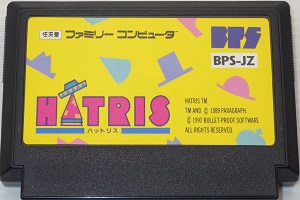 任天堂 ファミリーコンピュータ
BPS
BPS-JZ
HATRIS
ハットリス
HATRIS TM
TM AND © 1989 PARAGRAPH.
© 1990 BULLET-PROOF SOFTWARE
ALL RIGHTS RESERVED.